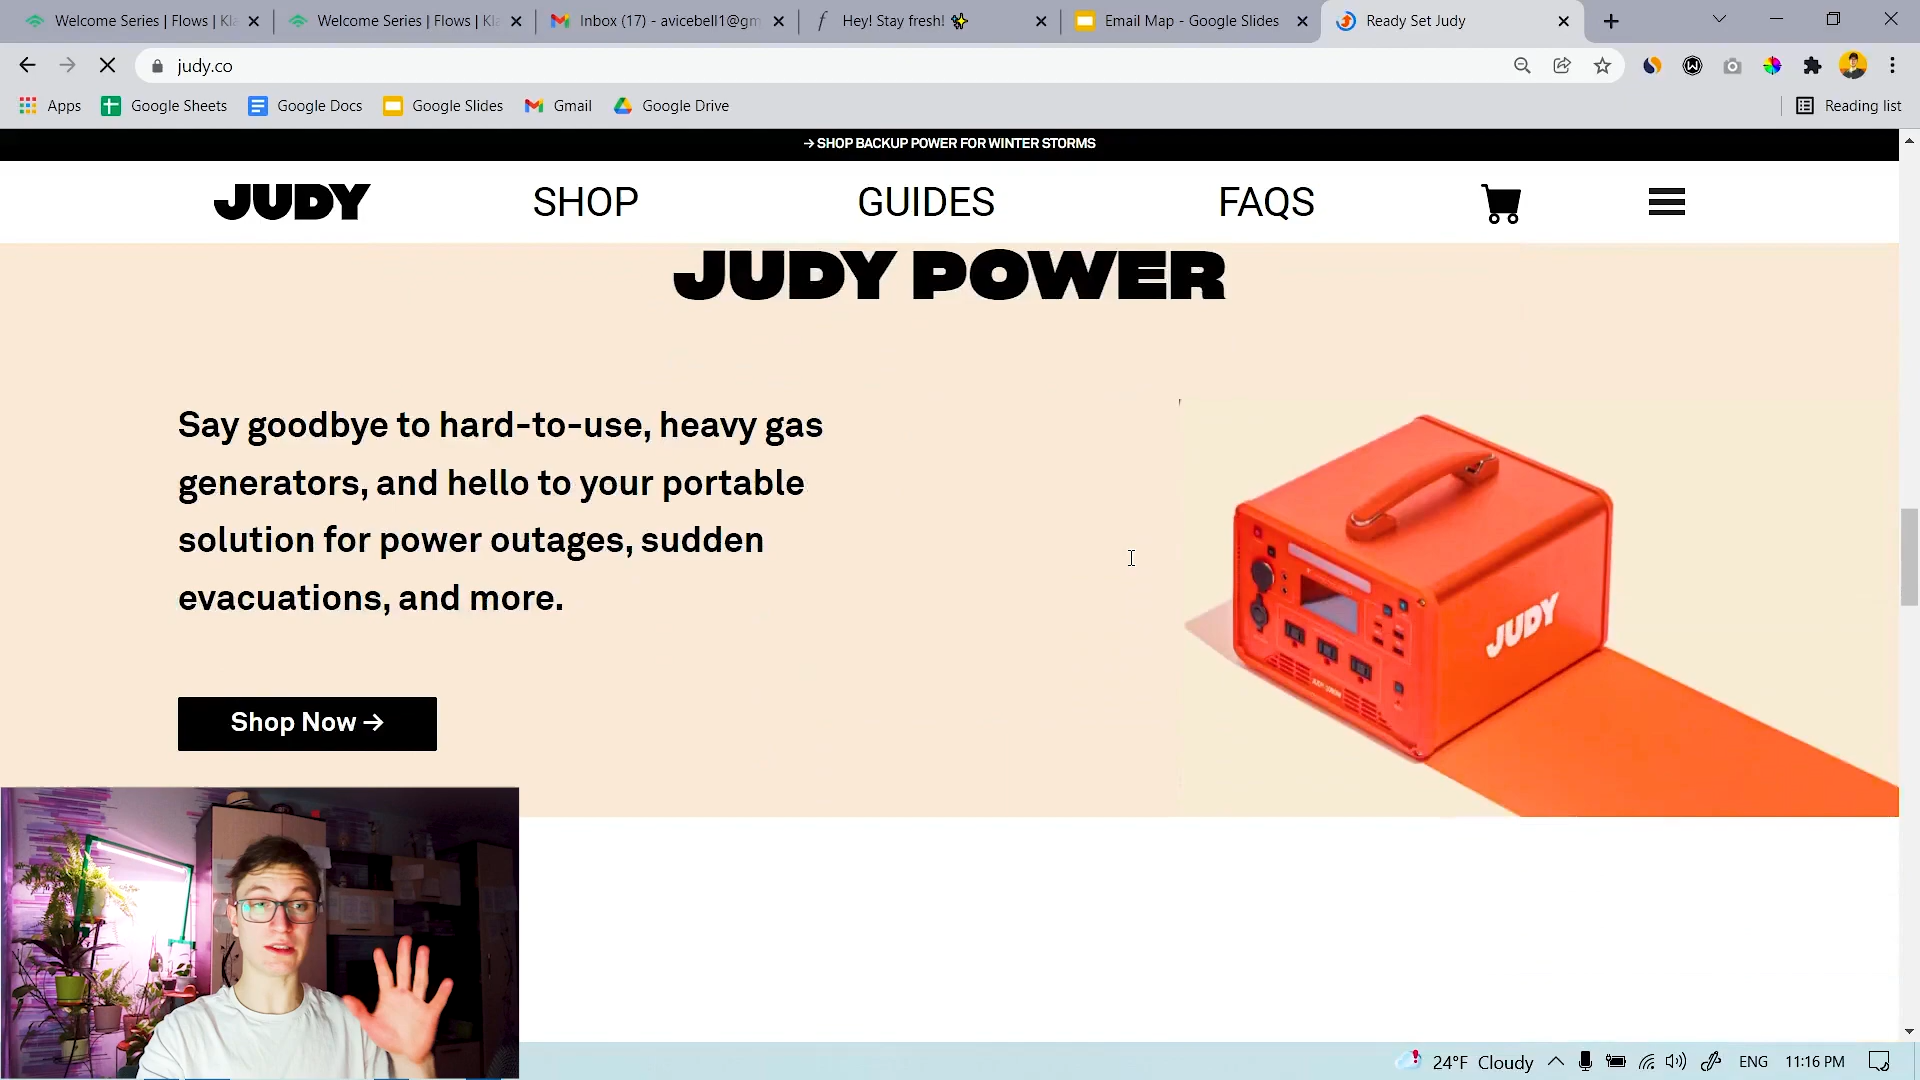 Welcome Series | Flows | Kla
Welcome Series | Flows | Kla
Inbox (17) - avicebell1@gm
Hey! Stay fresh! ✨
Email Map - Google Slides
Ready Set Judy
judy.co
Apps
Google Sheets
Google Docs
Google Slides
Gmail
Google Drive
Reading list
→ SHOP BACKUP POWER FOR WINTER STORMS
JUDY
SHOP
GUIDES
FAQS
JUDY POWER
Say goodbye to hard-to-use, heavy gas
generators, and hello to your portable
solution for power outages, sudden
evacuations, and more.
Shop Now →
JUDY
24°F Cloudy
ENG
11:16 PM